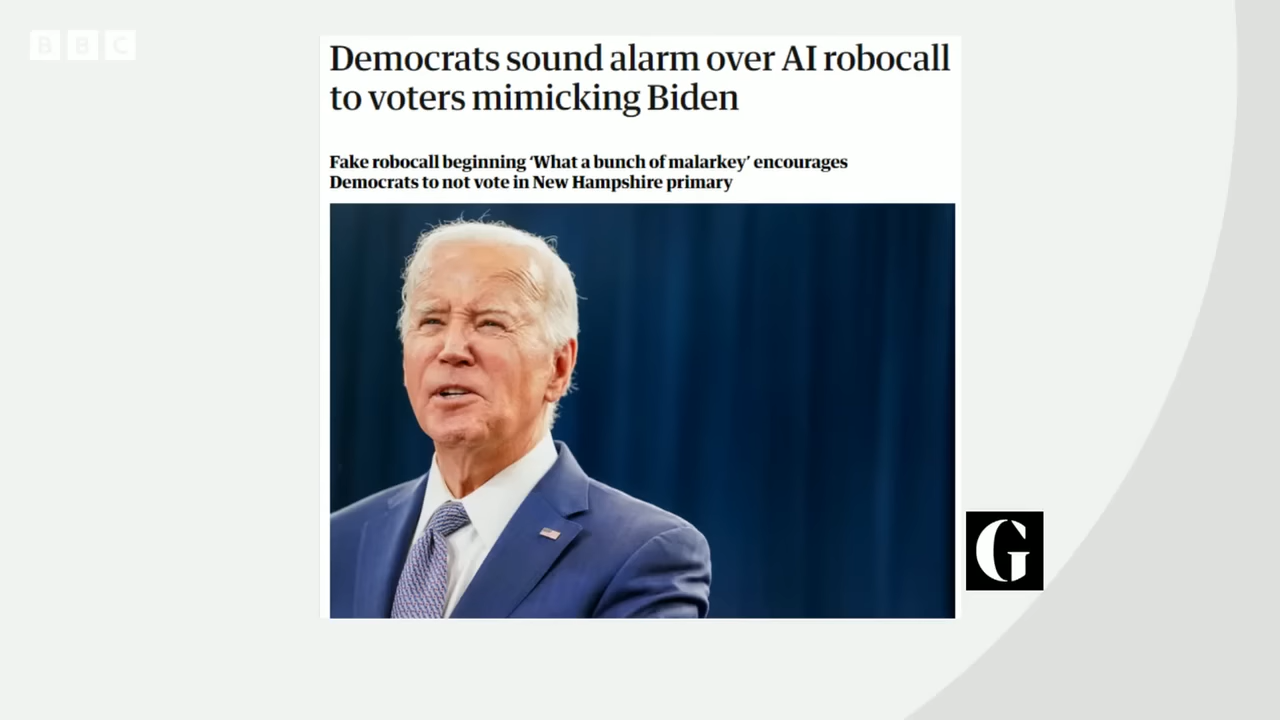 BBC
Democrats sound alarm over AI robocall
to voters mimicking Biden
Fake robocall beginning ‘What a bunch of malarkey’ encourages
Democrats to not vote in New Hampshire primary
G